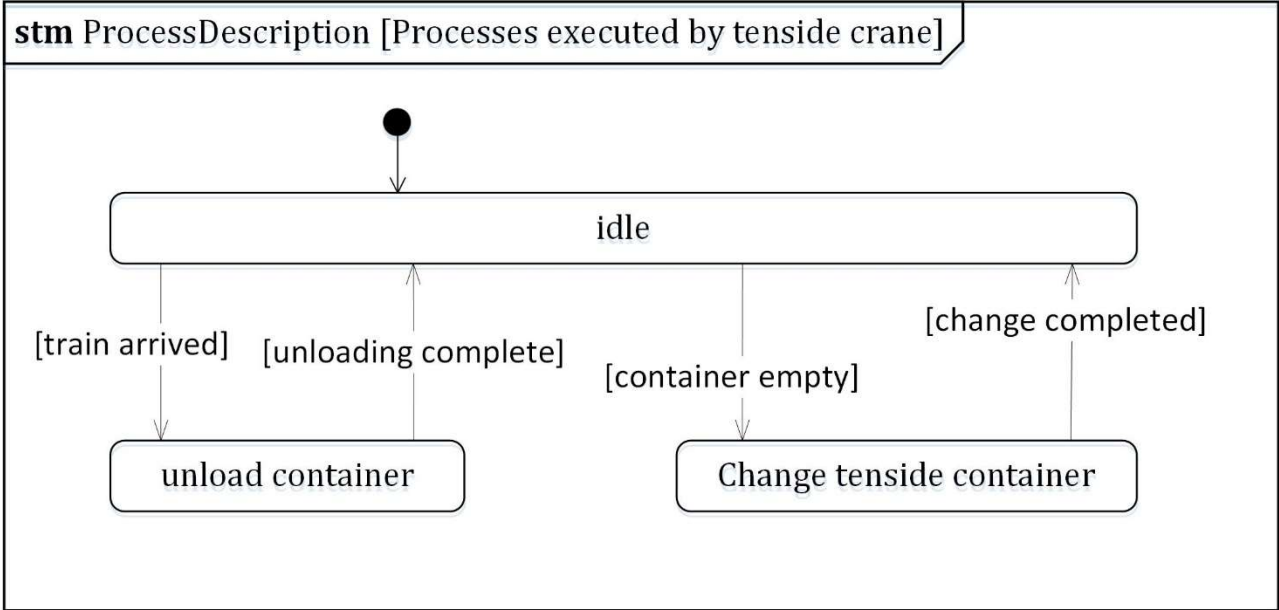 stm ProcessDescription [Processes executed by tenside crane]
idle
[train arrived]
[unloading complete]
[container empty]
[change completed]
unload container
Change tenside container